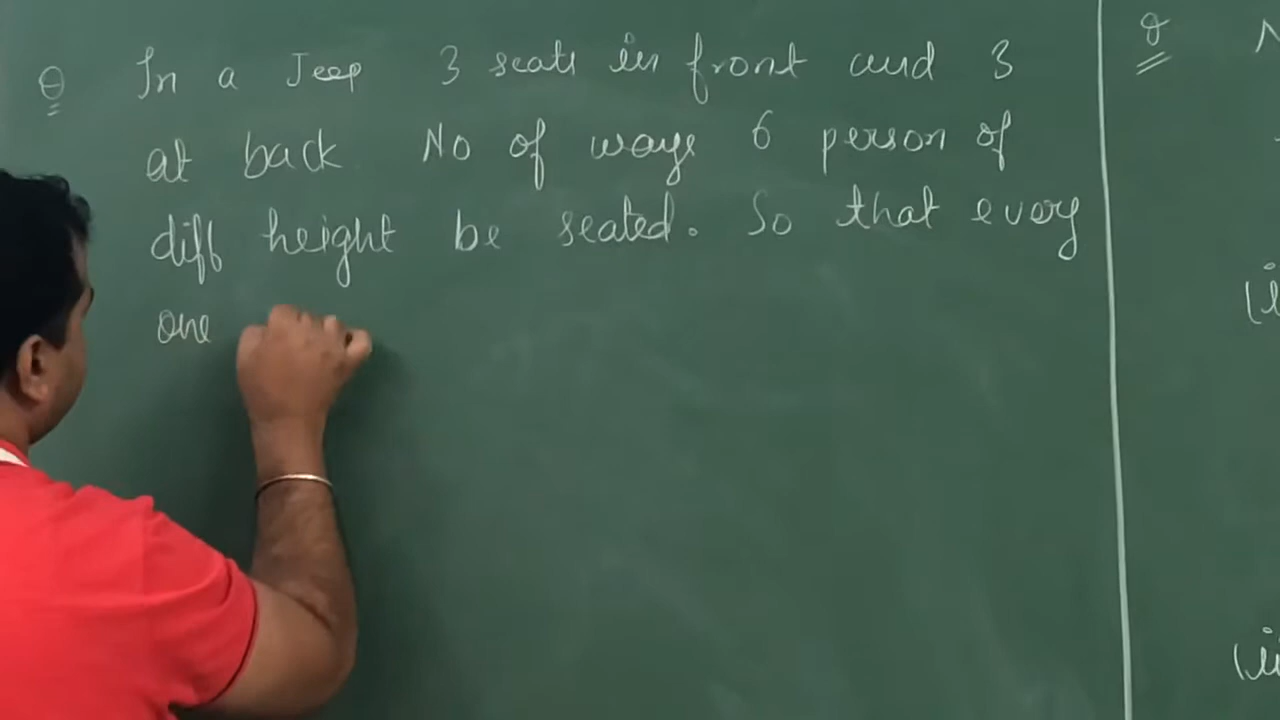 Q In a Jeep 3 seats in front and 3
at back No of ways 6 person of
diff height be seated. So that every
one
Q N
(i
(ii